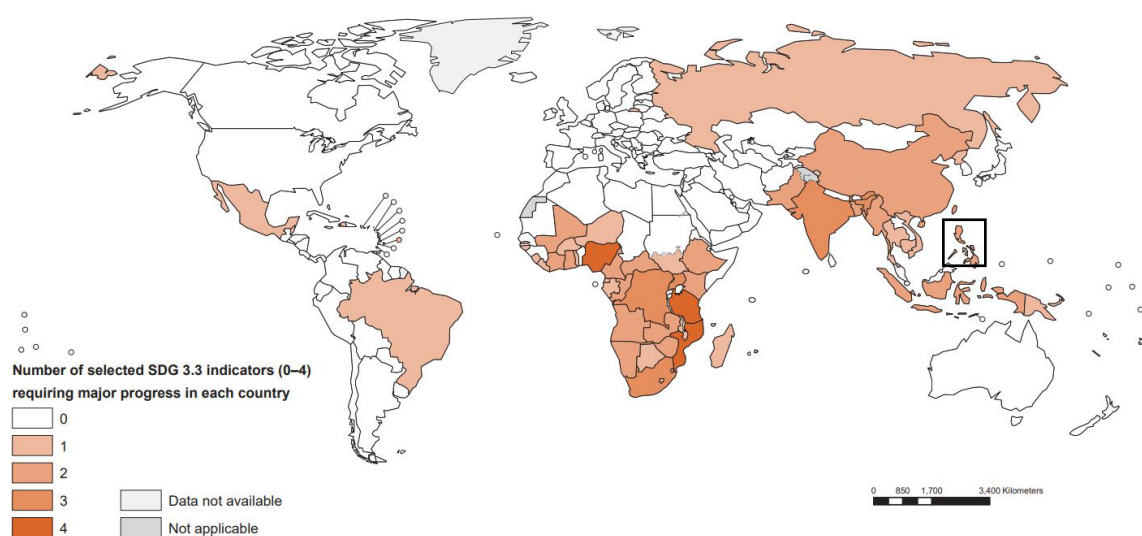 Number of selected SDG 3.3 indicators (0–4)
requiring major progress in each country
0
1
2
3
4
Data not available
Not applicable
0 850 1,700 3,400 Kilometers